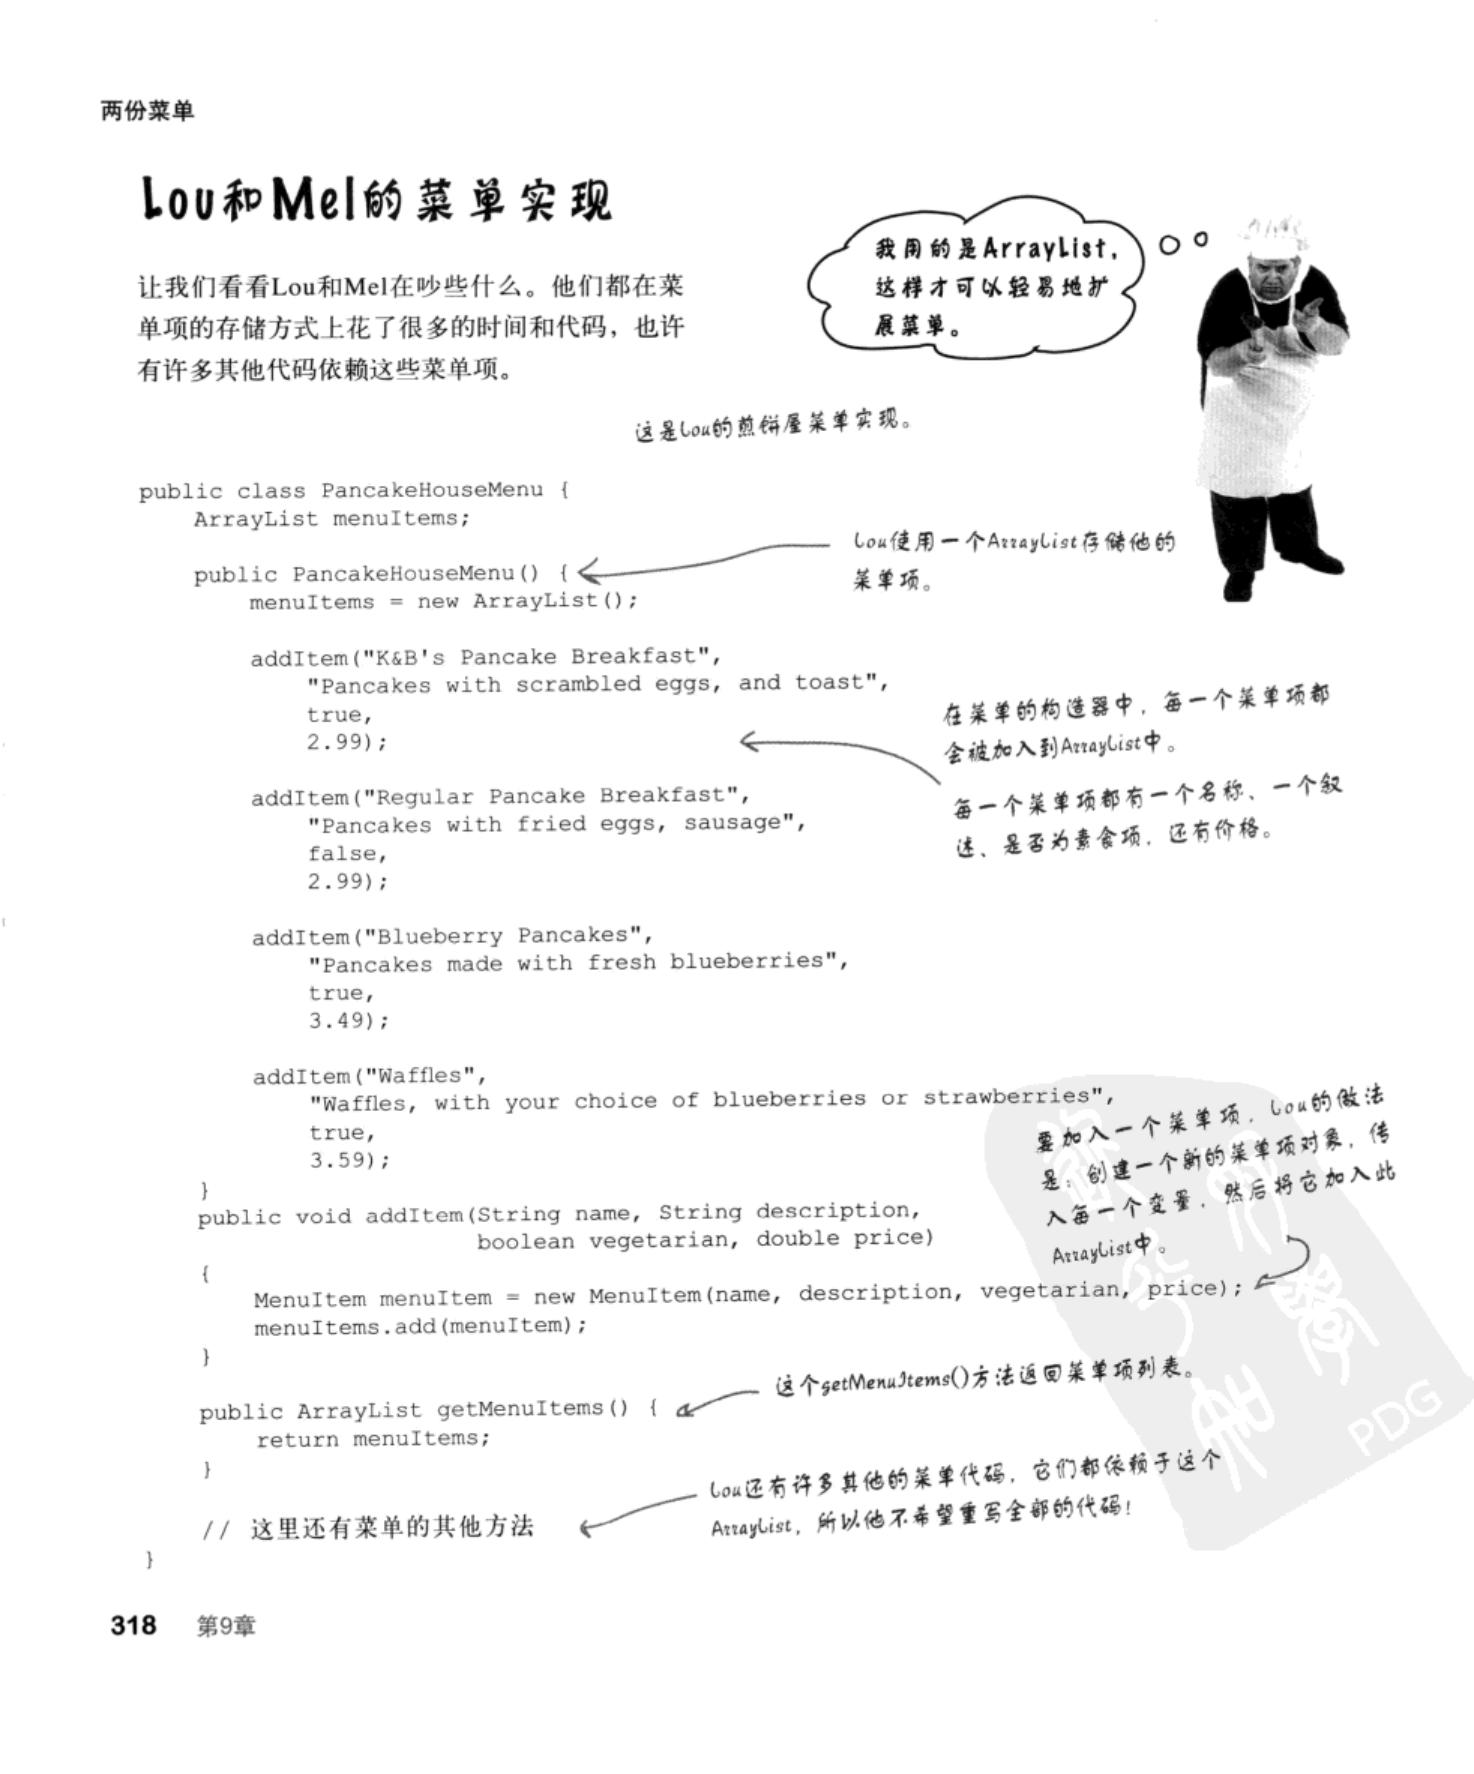 两份菜单
Lou和Mel的菜单实现
我用的是ArrayList,
这样才可以轻易地扩
展菜单。
让我们看看Lou和Mel在吵些什么。他们都在菜
单项的存储方式上花了很多的时间和代码，也许
有许多其他代码依赖这些菜单项。
这是Lou的煎饼屋菜单实现。
public class PancakeHouseMenu {
ArrayList menuItems;
Lou使用一个ArrayList存储他的
菜单项。
public PancakeHouseMenu() {
menuItems = new ArrayList();
addItem("K&B's Pancake Breakfast",
"Pancakes with scrambled eggs, and toast",
true,
2.99);
在菜单的构造器中，每一个菜单项都
会被加入到ArrayList中。
每一个菜单项都有一个名称、一个叙
述、是否为素食项，还有价格。
addItem("Regular Pancake Breakfast",
"Pancakes with fried eggs, sausage",
false,
2.99);
addItem("Blueberry Pancakes",
"Pancakes made with fresh blueberries",
true,
3.49);
addItem("Waffles",
"Waffles, with your choice of blueberries or strawberries",
true,
3.59);
}
要加入一个菜单项，Lou的做法
是：创建一个新的菜单项对象，传
入每一个变量，然后将它加入此
ArrayList中。
public void addItem(String name, String description,
boolean vegetarian, double price)
{
MenuItem menuItem = new MenuItem(name, description, vegetarian, price);
menuItems.add(menuItem);
}
这个getMenuItems()方法返回菜单项列表。
public ArrayList getMenuItems() {
return menuItems;
}
Lou还有许多其他的菜单代码，它们都依赖于这个
ArrayList，所以他不希望重写全部的代码！
// 这里还有菜单的其他方法
}
PDG
318 第9章